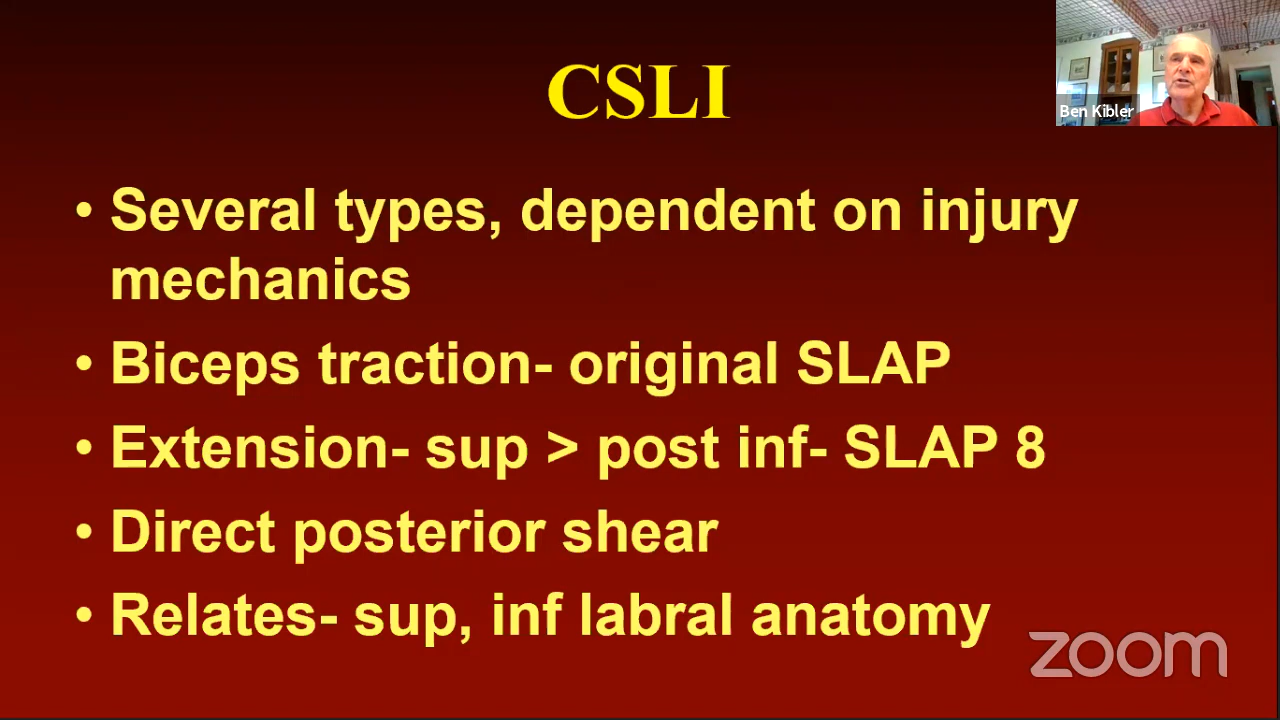 CSLI
Ben Kibler
• Several types, dependent on injury
mechanics
• Biceps traction- original SLAP
• Extension- sup > post inf- SLAP 8
• Direct posterior shear
• Relates- sup, inf labral anatomy
zoom